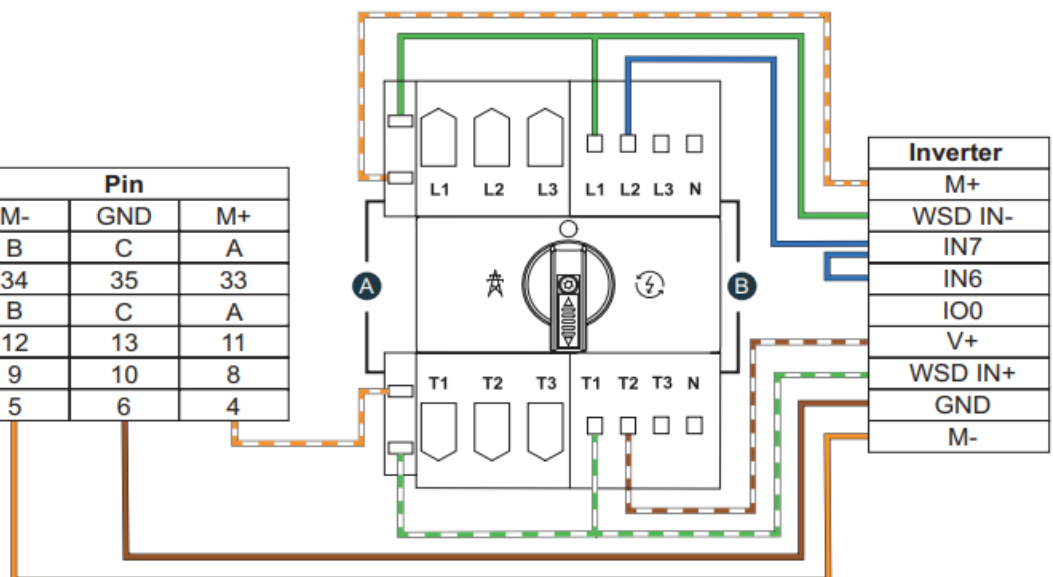 Pin
M- GND M+
B C A
34 35 33
B C A
12 13 11
9 10 8
5 6 4
L1 L2 L3 L1 L2 L3 N
A B
T1 T2 T3 T1 T2 T3 N
Inverter
M+
WSD IN-
IN7
IN6
IO0
V+
WSD IN+
GND
M-